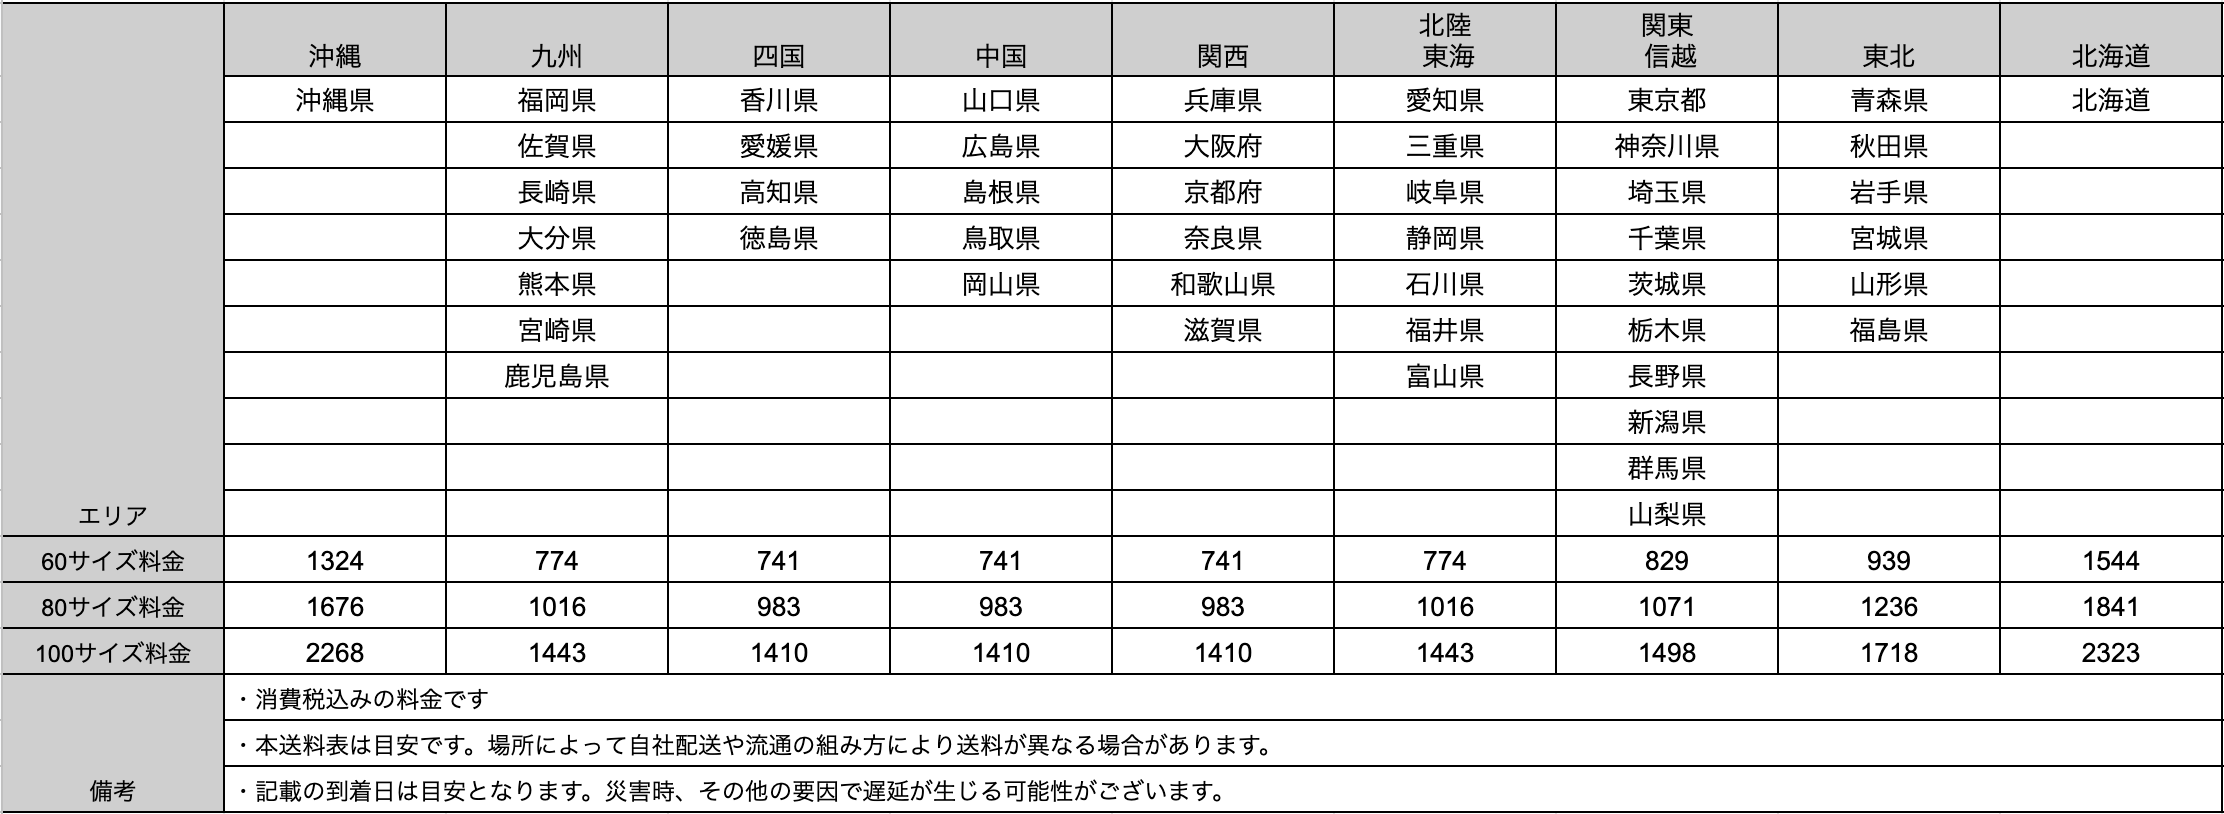 沖縄 九州 四国 中国 関西 北陸東海 関東信越 東北 北海道
沖縄県 福岡県 香川県 山口県 兵庫県 愛知県 東京都 青森県 北海道
佐賀県 愛媛県 広島県 大阪府 三重県 神奈川県 秋田県
長崎県 高知県 島根県 京都府 岐阜県 埼玉県 岩手県
大分県 徳島県 鳥取県 奈良県 静岡県 千葉県 宮城県
熊本県 岡山県 和歌山県 石川県 茨城県 山形県
宮崎県 滋賀県 福井県 栃木県 福島県
鹿児島県 富山県 長野県
新潟県
群馬県
エリア 山梨県
60サイズ料金 1324 774 741 741 741 774 829 939 1544
80サイズ料金 1676 1016 983 983 983 1016 1071 1236 1841
100サイズ料金 2268 1443 1410 1410 1410 1443 1498 1718 2323
・消費税込みの料金です
・本送料表は目安です。場所によって自社配送や流通の組み方により送料が異なる場合があります。
備考 ・記載の到着日は目安となります。災害時、その他の要因で遅延が生じる可能性がございます。